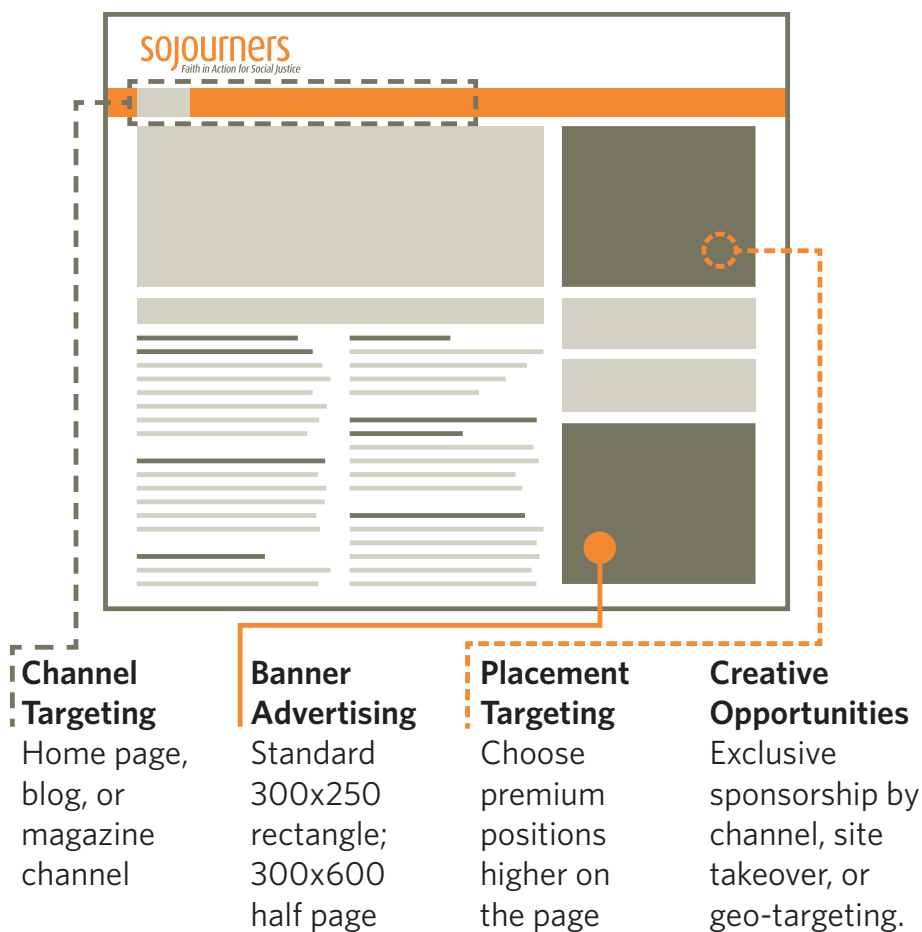 sojourners
Faith in Action for Social Justice
Channel
Targeting
Home page,
blog, or
magazine
channel
Banner
Advertising
Standard
300x250
rectangle;
300x600
half page
Placement
Targeting
Choose
premium
positions
higher on
the page
Creative
Opportunities
Exclusive
sponsorship by
channel, site
takeover, or
geo-targeting.